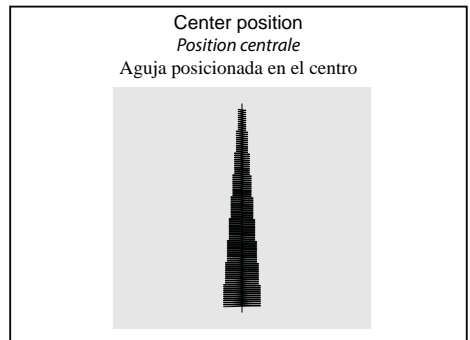 Center position
Position centrale
Aguja posicionada en el centro